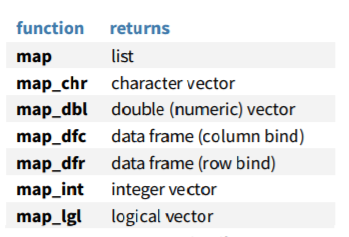 function returns
map list
map_chr character vector
map_dbl double (numeric) vector
map_dfc data frame (column bind)
map_dfr data frame (row bind)
map_int integer vector
map_lgl logical vector